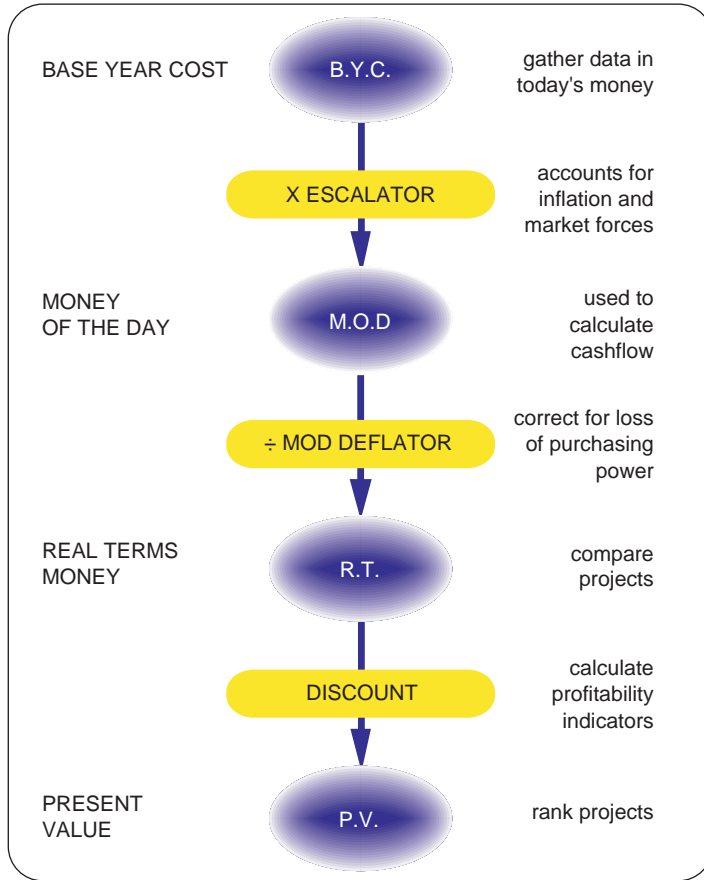 BASE YEAR COST
B.Y.C.
gather data in
today's money
X ESCALATOR
accounts for
inflation and
market forces
MONEY
OF THE DAY
M.O.D
used to
calculate
cashflow
÷ MOD DEFLATOR
correct for loss
of purchasing
power
REAL TERMS
MONEY
R.T.
compare
projects
DISCOUNT
calculate
profitability
indicators
PRESENT
VALUE
P.V.
rank projects